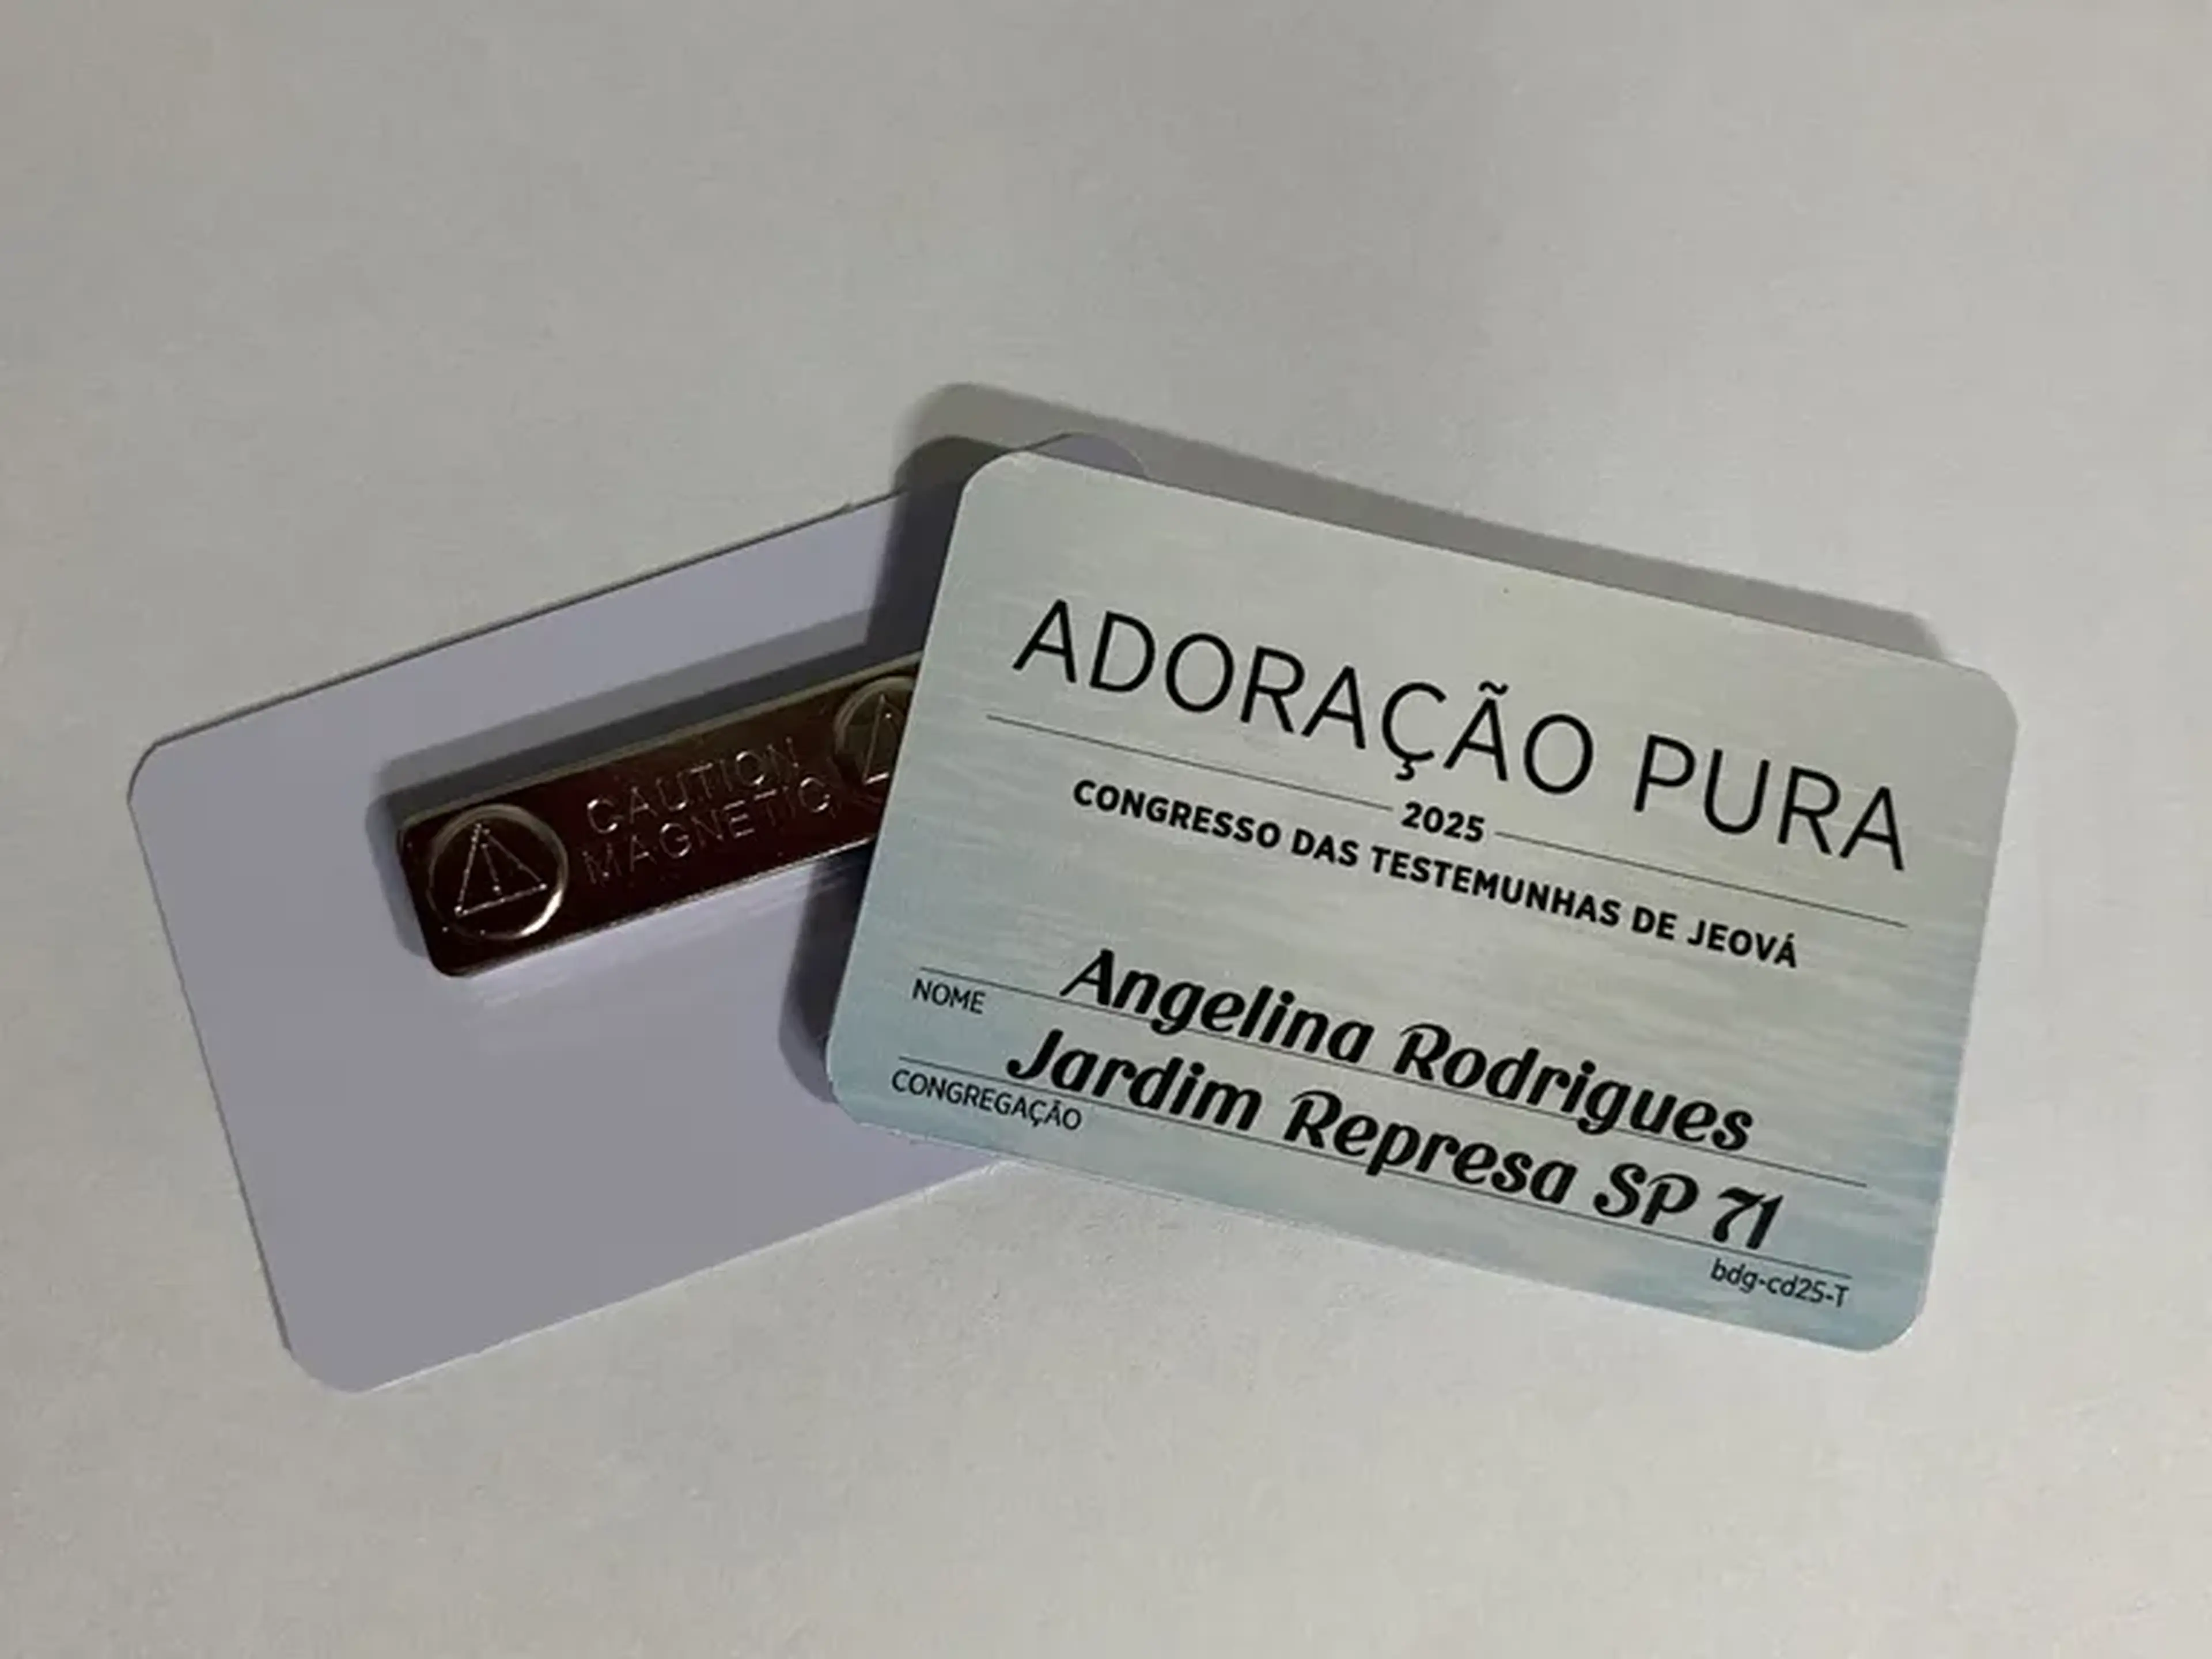 CAUTION
MAGNETIC
ADORAÇÃO PURA
2025
CONGRESSO DAS TESTEMUNHAS DE JEOVÁ
NOME Angelina Rodrigues
CONGREGAÇÃO Jardim Represa SP 71
bdg-cd25-T